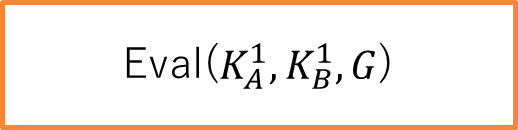 Eval(K_A^1, K_B^1, G)